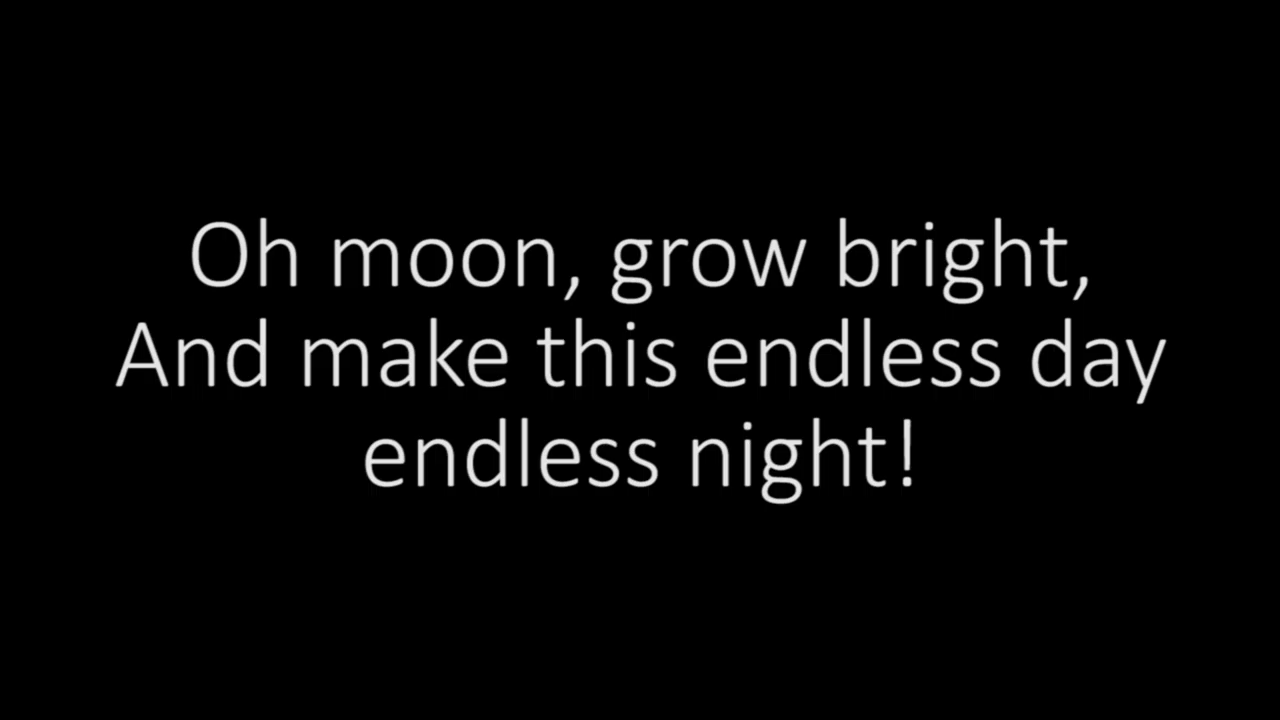 Oh moon, grow bright,
And make this endless day
endless night!